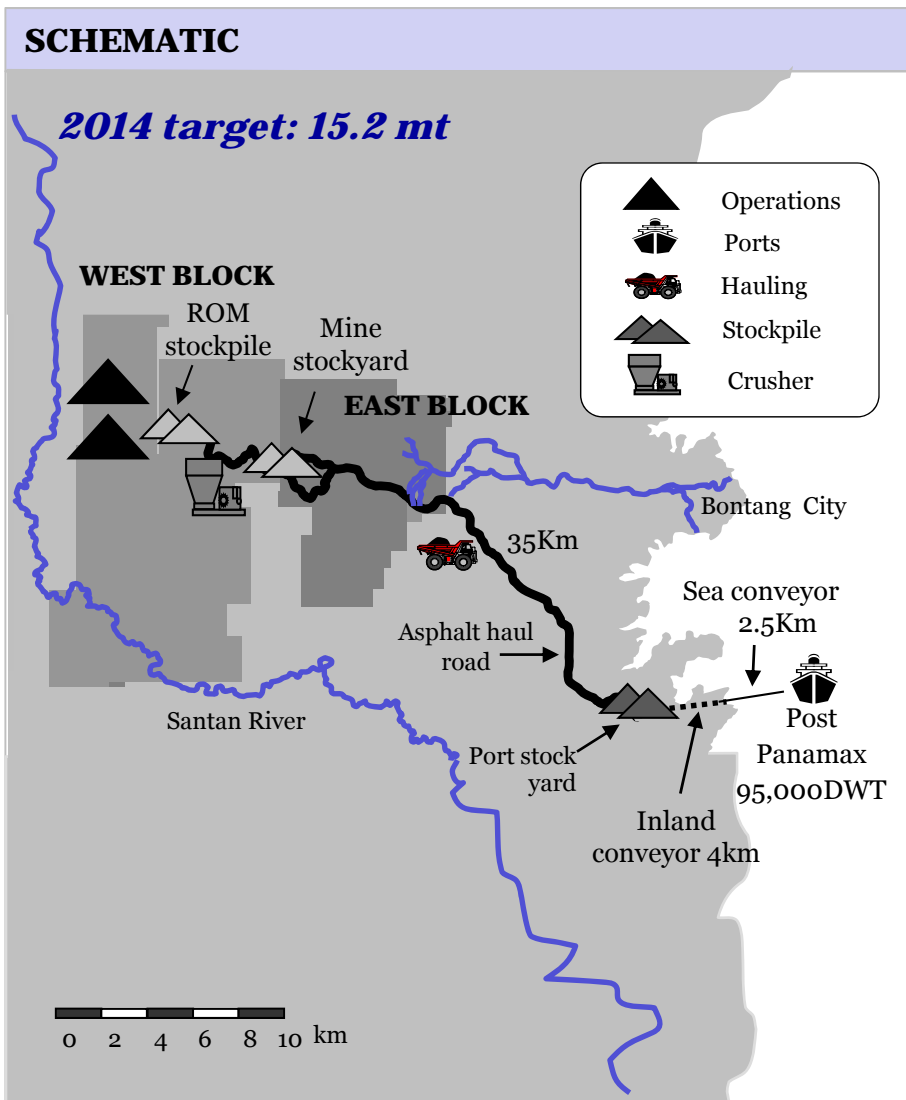 SCHEMATIC
2014 target: 15.2 mt
Operations
Ports
Hauling
Stockpile
Crusher
WEST BLOCK
ROM
stockpile
Mine
stockyard
EAST BLOCK
Bontang City
35Km
Sea conveyor
2.5Km
Asphalt haul
road
Santan River
Post
Panamax
95,000DWT
Port stock
yard
Inland
conveyor 4km
0 2 4 6 8 10 km